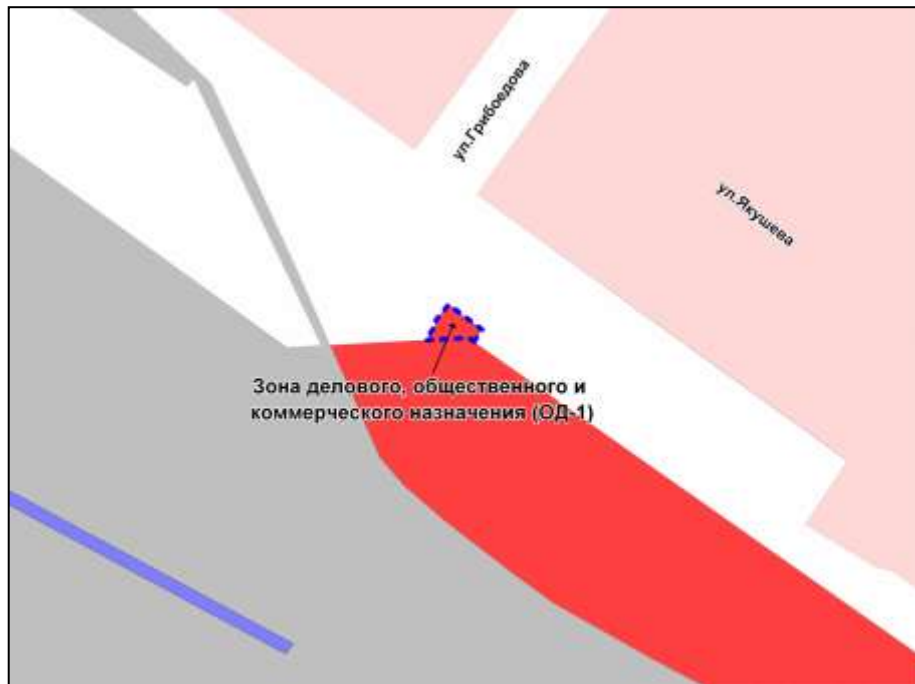 ул.Грибоедова
ул.Якушева
Зона делового, общественного и
коммерческого назначения (ОД-1)